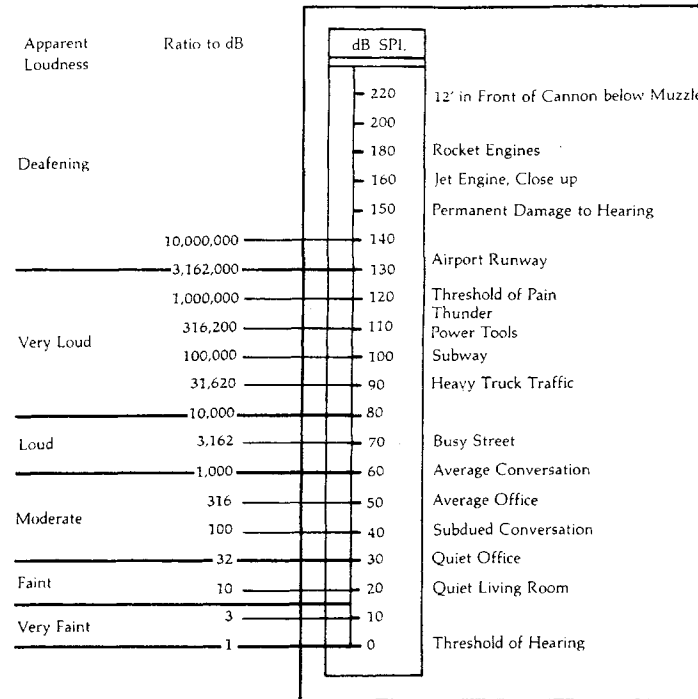 Apparent Loudness Ratio to dB dB SPL
220 12' in Front of Cannon below Muzzle
200
Deafening
180 Rocket Engines
160 Jet Engine, Close up
150 Permanent Damage to Hearing
10,000,000 140
Airport Runway
3,162,000 130
1,000,000 120 Threshold of Pain
Thunder
Very Loud
316,200 110 Power Tools
100,000 100 Subway
31,620 90 Heavy Truck Traffic
10,000 80
Loud 3,162 70 Busy Street
1,000 60 Average Conversation
316 50 Average Office
Moderate
100 40 Subdued Conversation
32 30 Quiet Office
Faint 10 20 Quiet Living Room
3 10
Very Faint
1 0 Threshold of Hearing